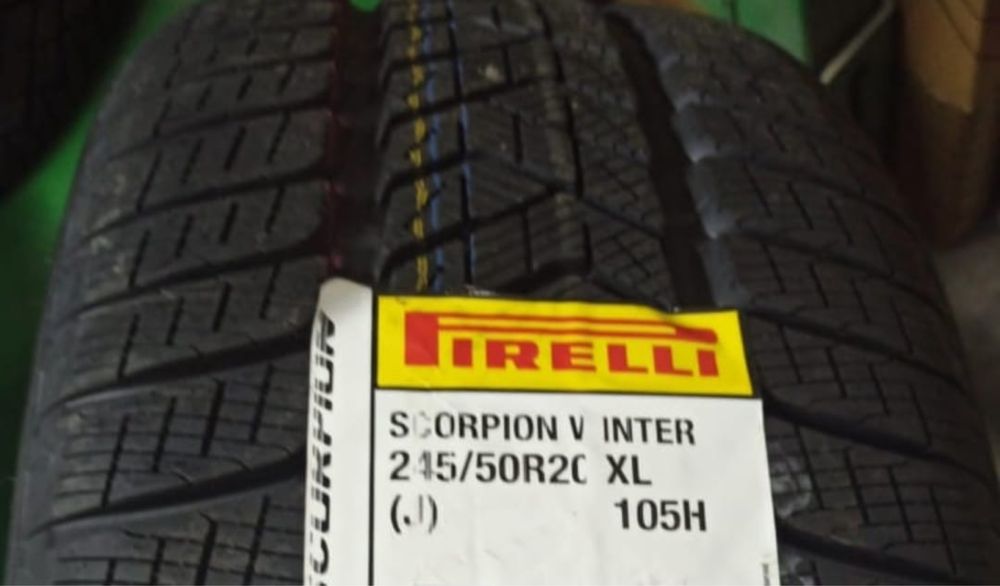 PIRELLI
SCORPION WINTER
245/50R20 XL
(J) 105H
SCORPION